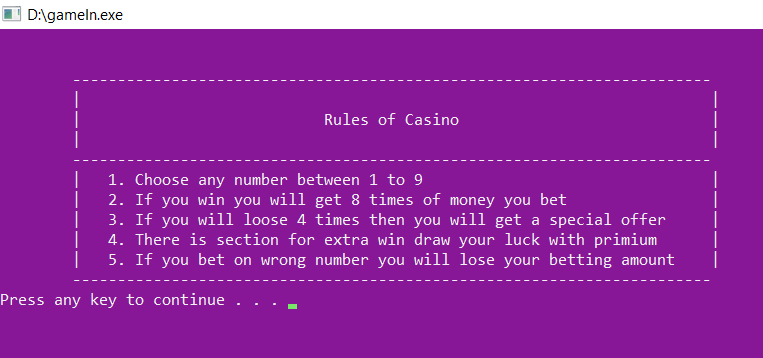 D:\gameIn.exe
-----------------------------------------------------------------------
| |
| Rules of Casino |
| |
-----------------------------------------------------------------------
| 1. Choose any number between 1 to 9 |
| 2. If you win you will get 8 times of money you bet |
| 3. If you will loose 4 times then you will get a special offer |
| 4. There is section for extra win draw your luck with primium |
| 5. If you bet on wrong number you will lose your betting amount |
-----------------------------------------------------------------------
Press any key to continue . . .